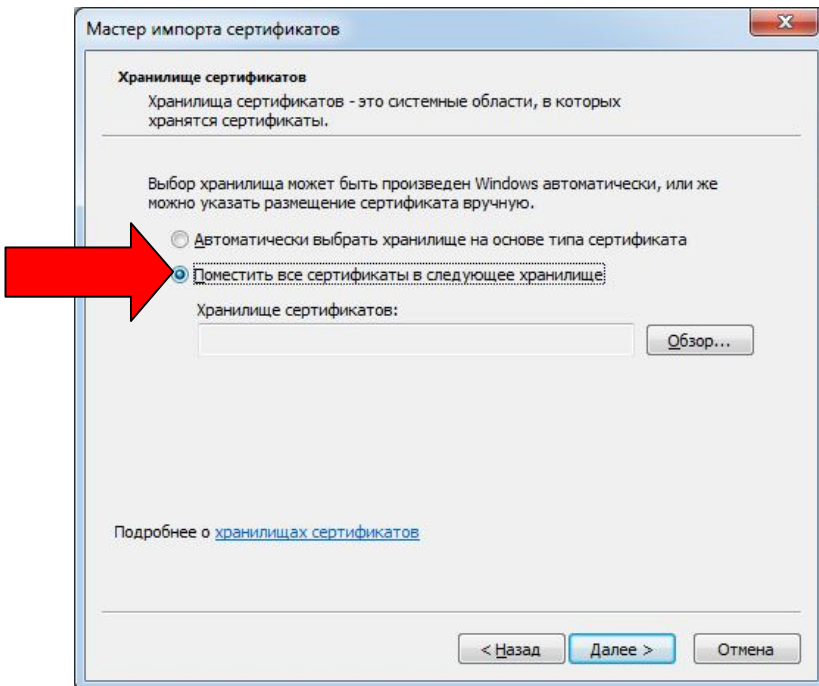 Мастер импорта сертификатов
Хранилище сертификатов
Хранилища сертификатов - это системные области, в которых
хранятся сертификаты.
Выбор хранилища может быть произведен Windows автоматически, или же
можно указать размещение сертификата вручную.
Автоматически выбрать хранилище на основе типа сертификата
Поместить все сертификаты в следующее хранилище
Хранилище сертификатов:
Обзор...
Подробнее о хранилищах сертификатов
< Назад Далее > Отмена